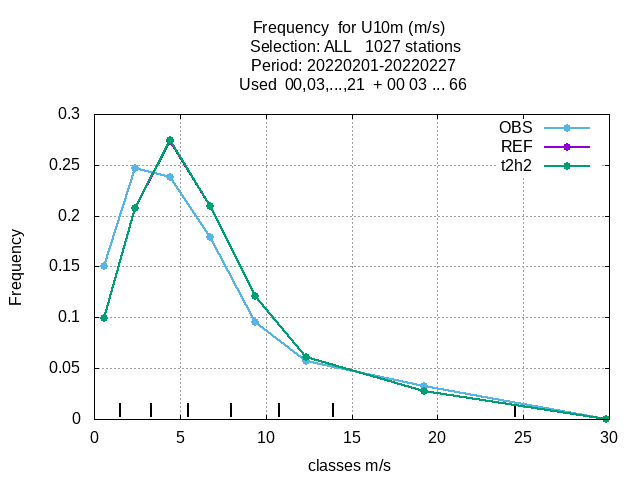 Frequency  for U10m (m/s)
Selection: ALL   1027 stations
Period: 20220201-20220227
Used  00,03,...,21  + 00 03 ... 66
OBS
REF
t2h2
Frequency
0.3
0.25
0.2
0.15
0.1
0.05
0
0 5 10 15 20 25 30
classes m/s